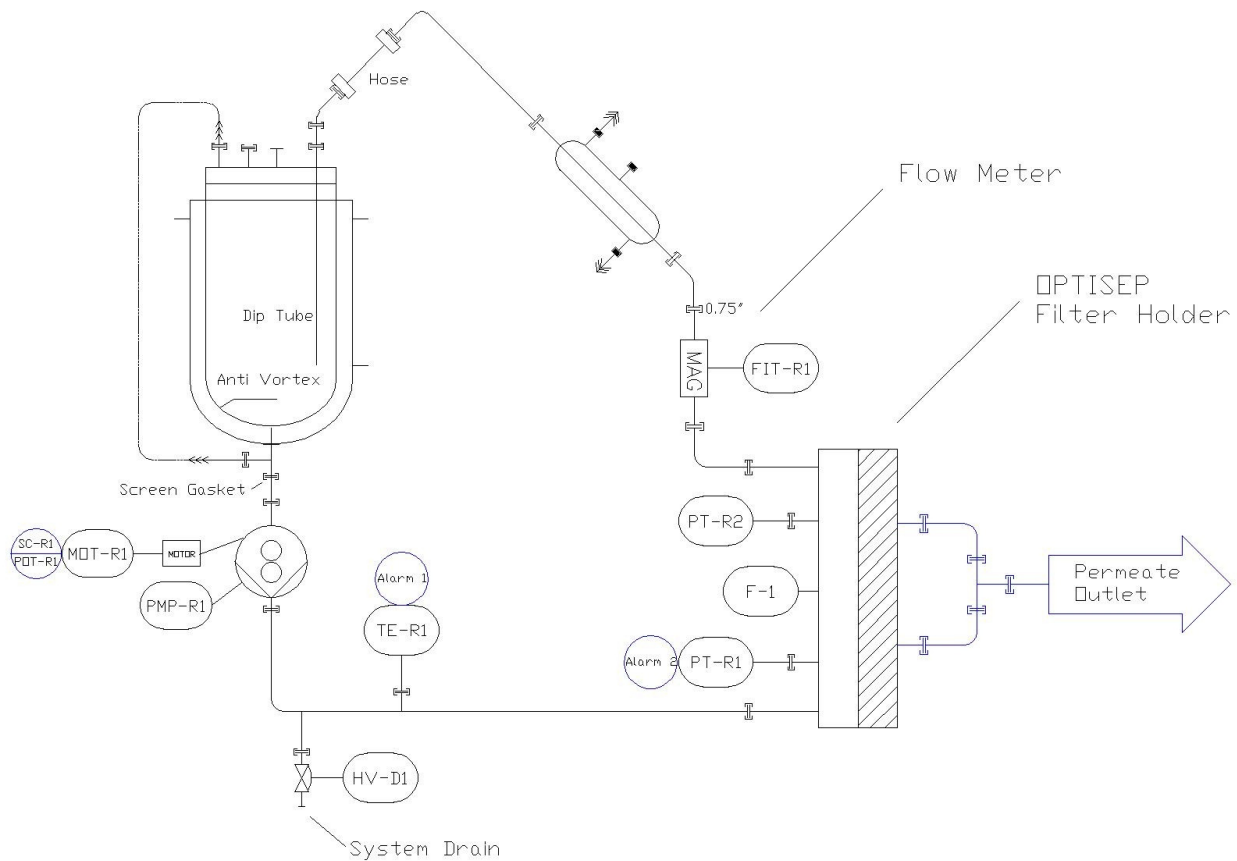 Hose
Flow Meter
OPTISEP
Filter Holder
0.75"
Dip Tube
MAG
FIT-R1
Anti Vortex
Screen Gasket
PT-R2
SC-R1
POT-R1
MOT-R1
MOTOR
Alarm 1
Permeate
Outlet
PMP-R1
F-1
TE-R1
Alarm 2
PT-R1
HV-D1
System Drain